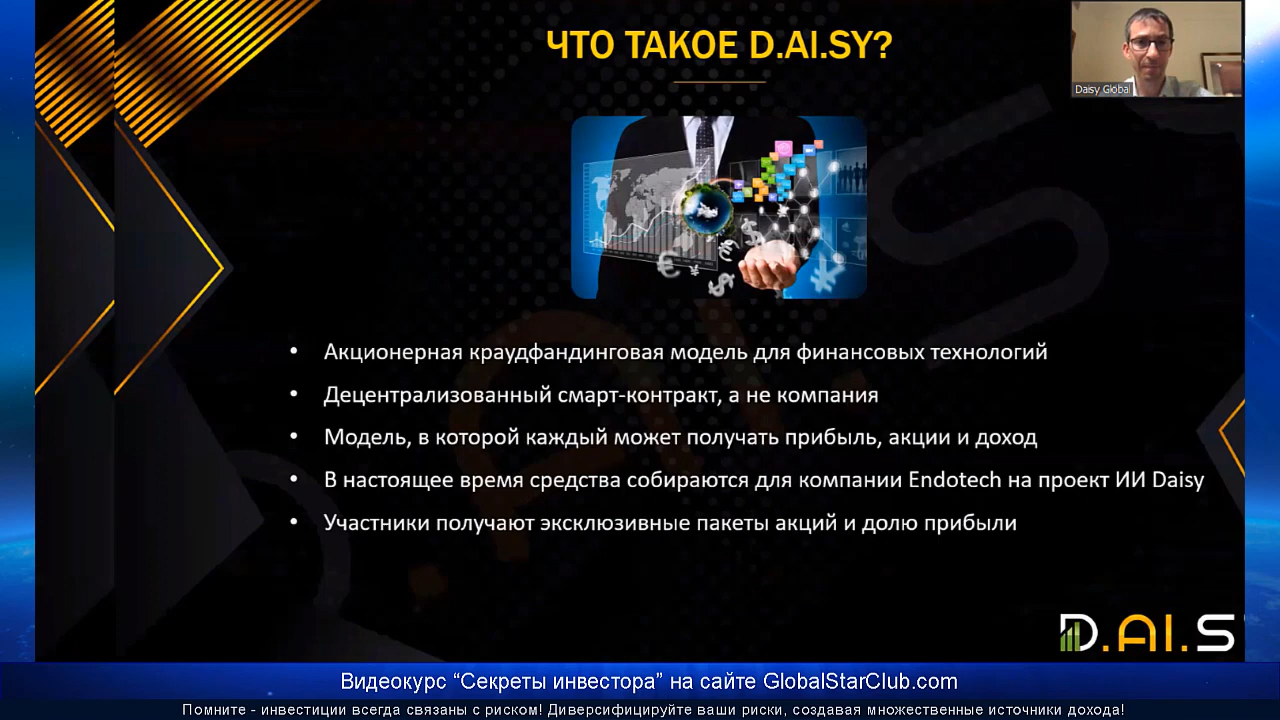 ЧТО ТАКОЕ D.AI.SY?
Daisy Global
• Акционерная краудфандинговая модель для финансовых технологий
• Децентрализованный смарт-контракт, а не компания
• Модель, в которой каждый может получать прибыль, акции и доход
• В настоящее время средства собираются для компании Endotech на проект ИИ Daisy
• Участники получают эксклюзивные пакеты акций и долю прибыли
D.AI.S
Видеокурс “Секреты инвестора” на сайте GlobalStarClub.com
Помните - инвестиции всегда связаны с риском! Диверсифицируйте ваши риски, создавая множественные источники дохода!